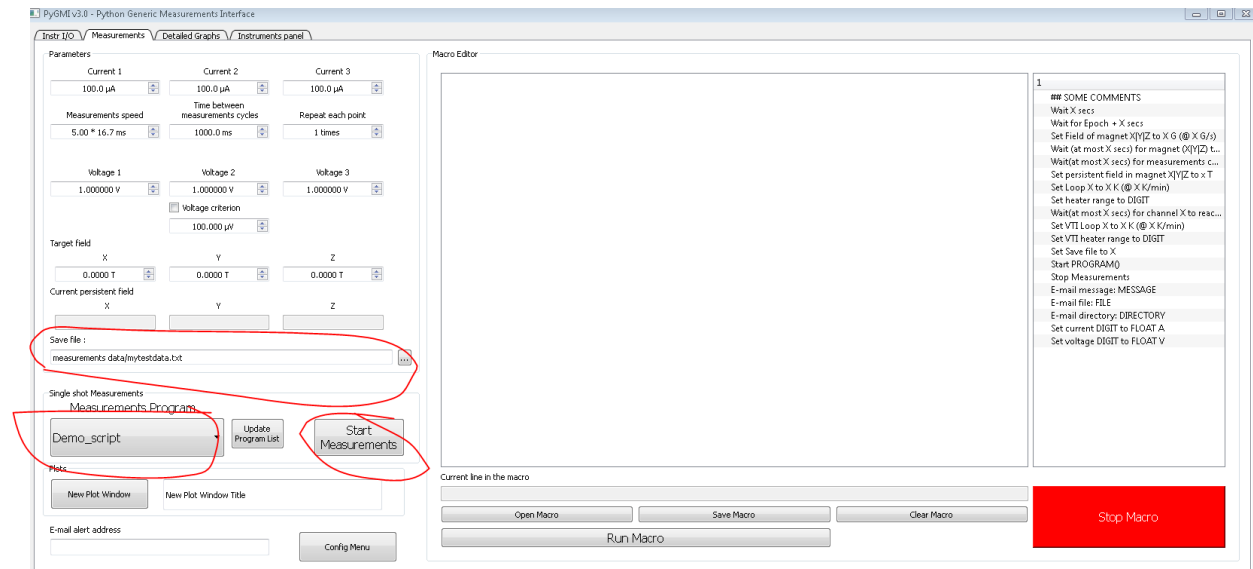 PyGMI v3.0 - Python Generic Measurements Interface
Instr I/O Measurements Detailed Graphs Instruments panel
Parameters
Current 1 Current 2 Current 3
100.0 µA 100.0 µA 100.0 µA
Measurements speed Time between measurements cycles Repeat each point
5.00 * 16.7 ms 1000.0 ms 1 times
Voltage 1 Voltage 2 Voltage 3
1.000000 V 1.000000 V 1.000000 V
Voltage criterion
100.000 µV
Target field
X Y Z
0.0000 T 0.0000 T 0.0000 T
Current persistent field
X Y Z
Save file :
measurements data/mytestdata.txt ...
Single shot Measurements
Measurements Program
Demo_script
Update
Program List
Start
Measurements
Plots
New Plot Window New Plot Window Title
E-mail alert address
Config Menu
Macro Editor
1
## SOME COMMENTS
Wait X secs
Wait for Epoch + X secs
Set Field of magnet X|Y|Z to X G (@ X G/s)
Wait (at most X secs) for magnet (X|Y|Z) t...
Wait(at most X secs) for measurements c...
Set persistent field in magnet X|Y|Z to x T
Set Loop X to X K (@ X K/min)
Set heater range to DIGIT
Wait(at most X secs) for channel X to reac...
Set VTI Loop X to X K (@ X K/min)
Set VTI heater range to DIGIT
Set Save file to X
Start PROGRAM()
Stop Measurements
E-mail message: MESSAGE
E-mail file: FILE
E-mail directory: DIRECTORY
Set current DIGIT to FLOAT A
Set voltage DIGIT to FLOAT V
Current line in the macro
Open Macro Save Macro Clear Macro
Run Macro
Stop Macro